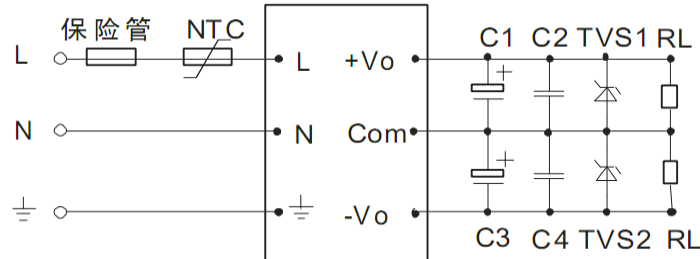 保险管 NTC C1 C2 TVS1 RL
L L +Vo
N N Com
-Vo
C3 C4 TVS2 RL